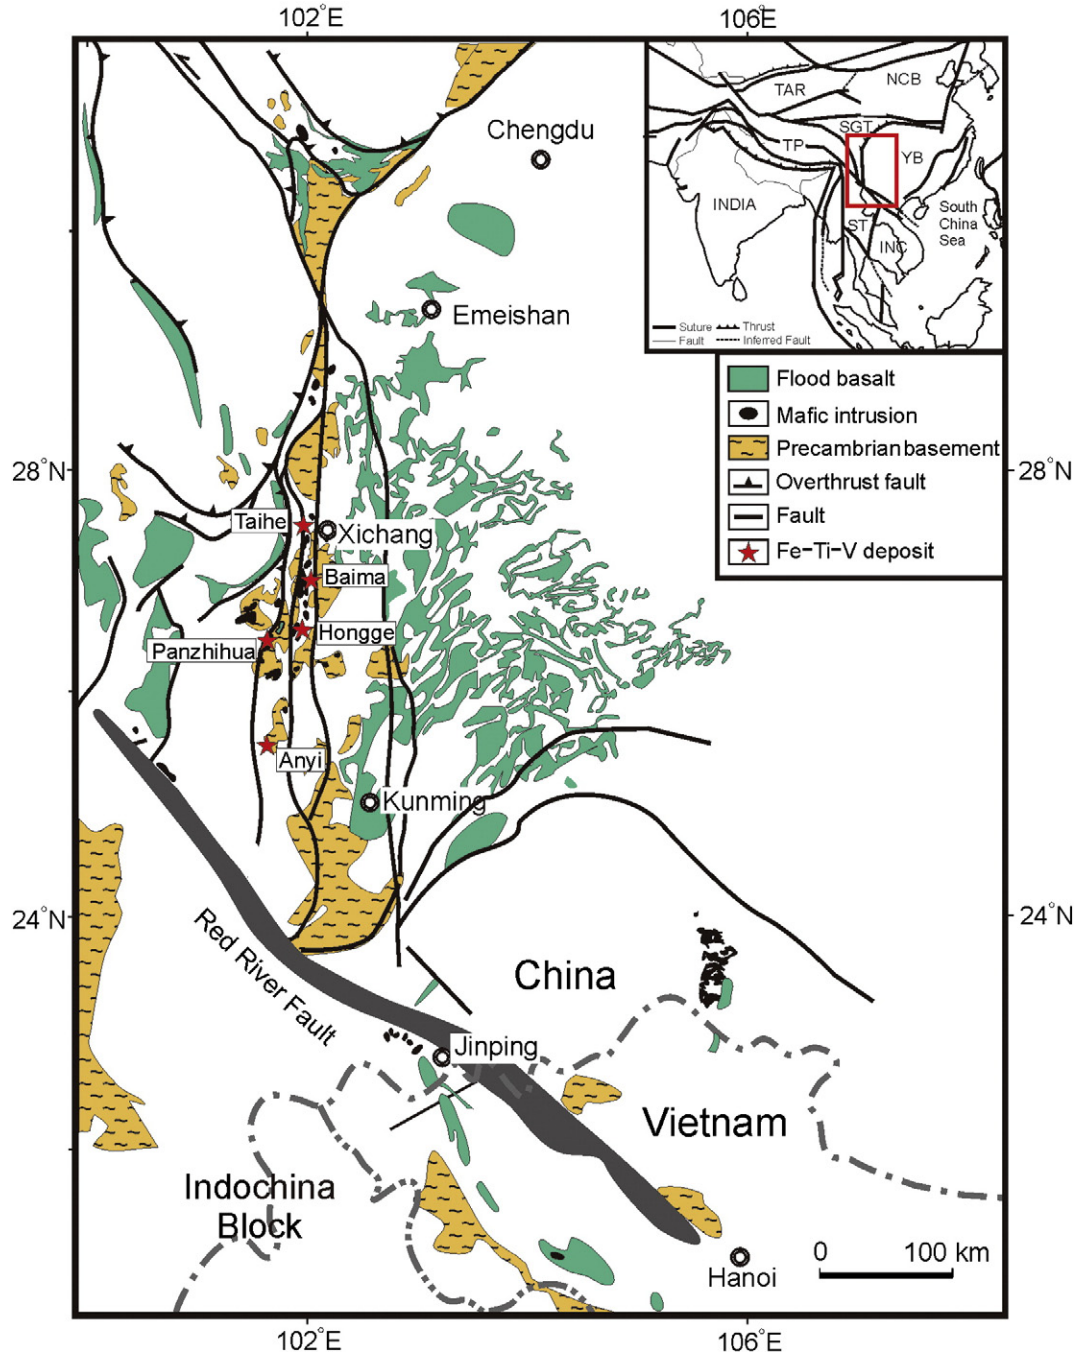 102°E
106°E
Chengdu
TAR
NCB
SGT
TP
YB
INDIA
ST
INC
South
China
Sea
Suture
Thrust
Fault
Inferred Fault
Emeishan
Flood basalt
Mafic intrusion
Precambrian basement
Overthrust fault
Fault
Fe-Ti-V deposit
28°N
28°N
Taihe
Xichang
Baima
Hongge
Panzhihua
Anyi
Kunming
24°N
24°N
Red River Fault
China
Jinping
Vietnam
Indochina
Block
0
100 km
Hanoi
102°E
106°E